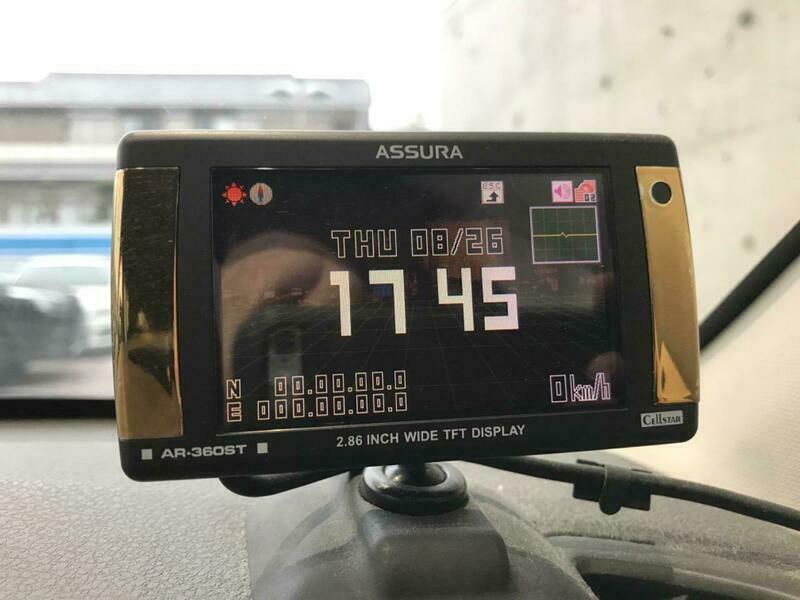 ASSURA
ESC
02
THU 08/26
17 45
N 00.00.00.0
E 000.00.00.0
0km/h
CELLSTAR
AR-360ST
2.86 INCH WIDE TFT DISPLAY